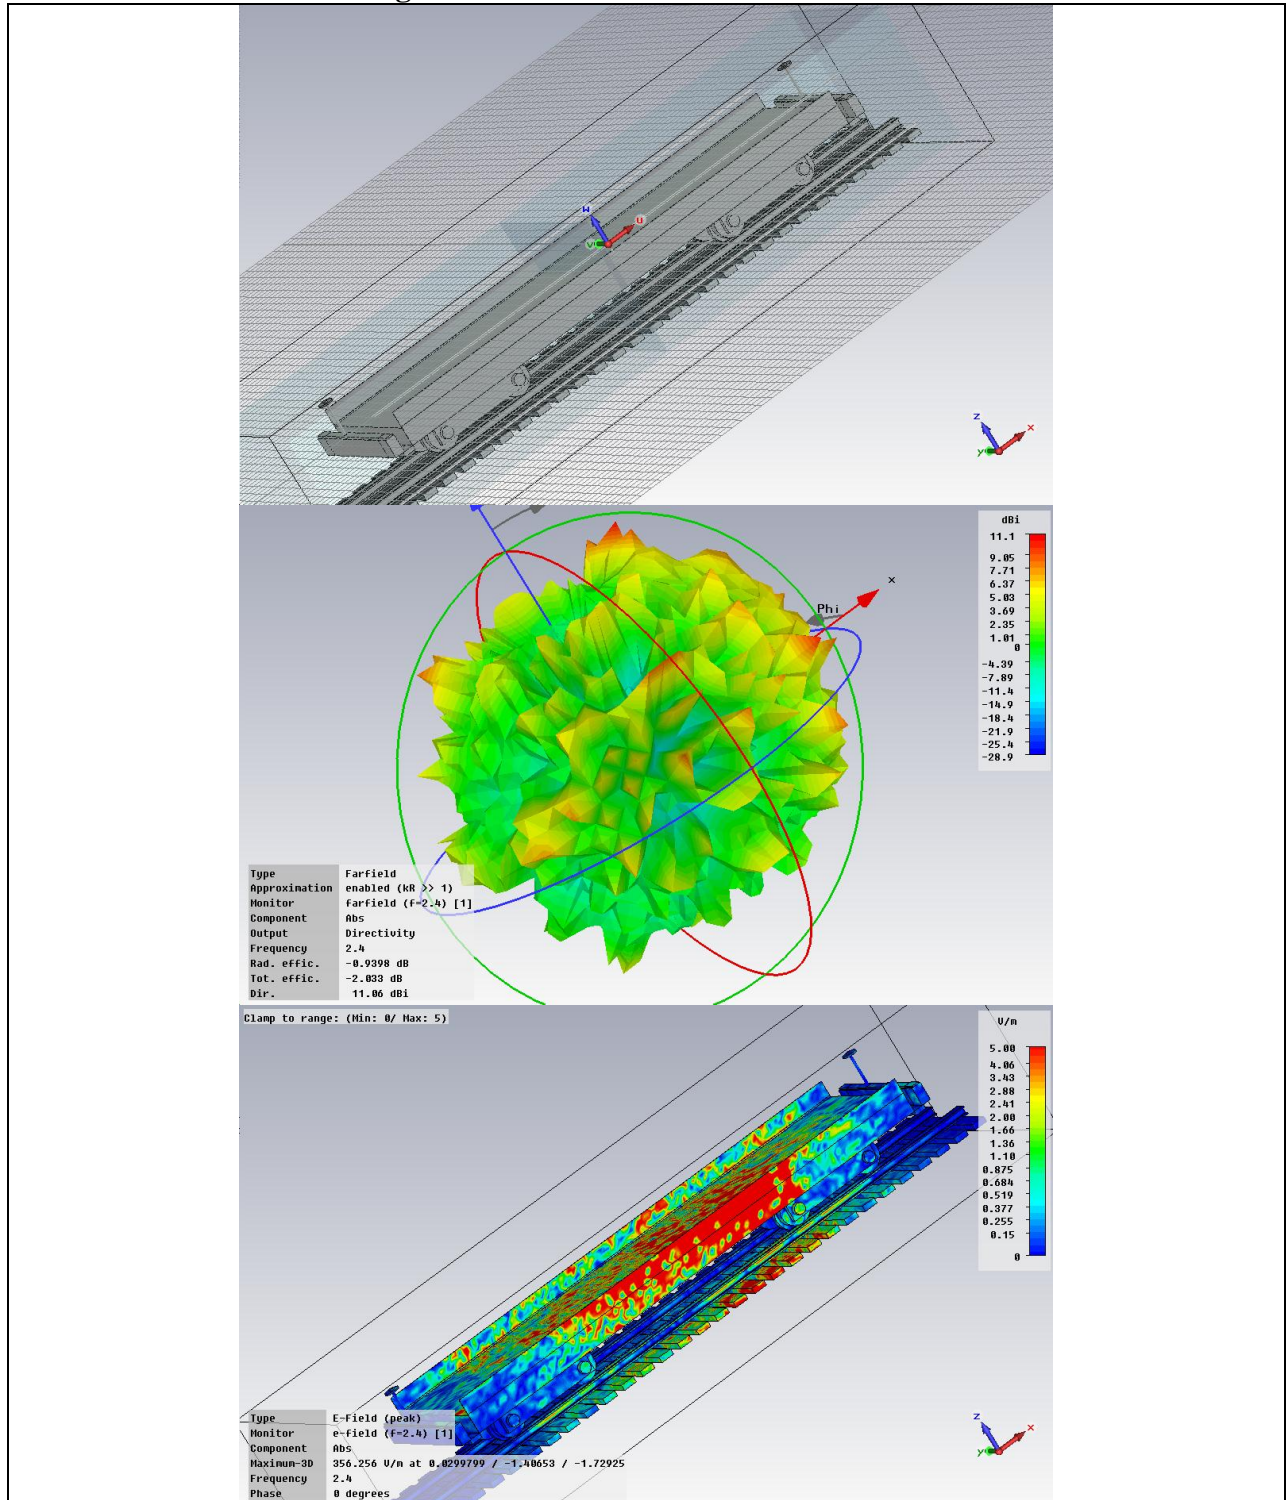 W
U
V
z
x
y
x
Phi
dBi
11.1
9.05
7.71
6.37
5.03
3.69
2.35
1.01
0
-4.39
-7.89
-11.4
-14.9
-18.4
-21.9
-25.4
-28.9
Type Farfield
Approximation enabled (kR >> 1)
Monitor farfield (f=2.4) [1]
Component Abs
Output Directivity
Frequency 2.4
Rad. effic. -0.9398 dB
Tot. effic. -2.033 dB
Dir. 11.06 dBi
Clamp to range: (Min: 0/ Max: 5)
V/m
5.00
4.06
3.43
2.88
2.41
2.00
1.66
1.36
1.10
0.875
0.684
0.519
0.377
0.255
0.15
0
z
x
y
Type E-Field (peak)
Monitor e-field (f=2.4) [1]
Component Abs
Maximum-3D 356.256 V/m at 0.0299799 / -1.40653 / -1.72925
Frequency 2.4
Phase 0 degrees